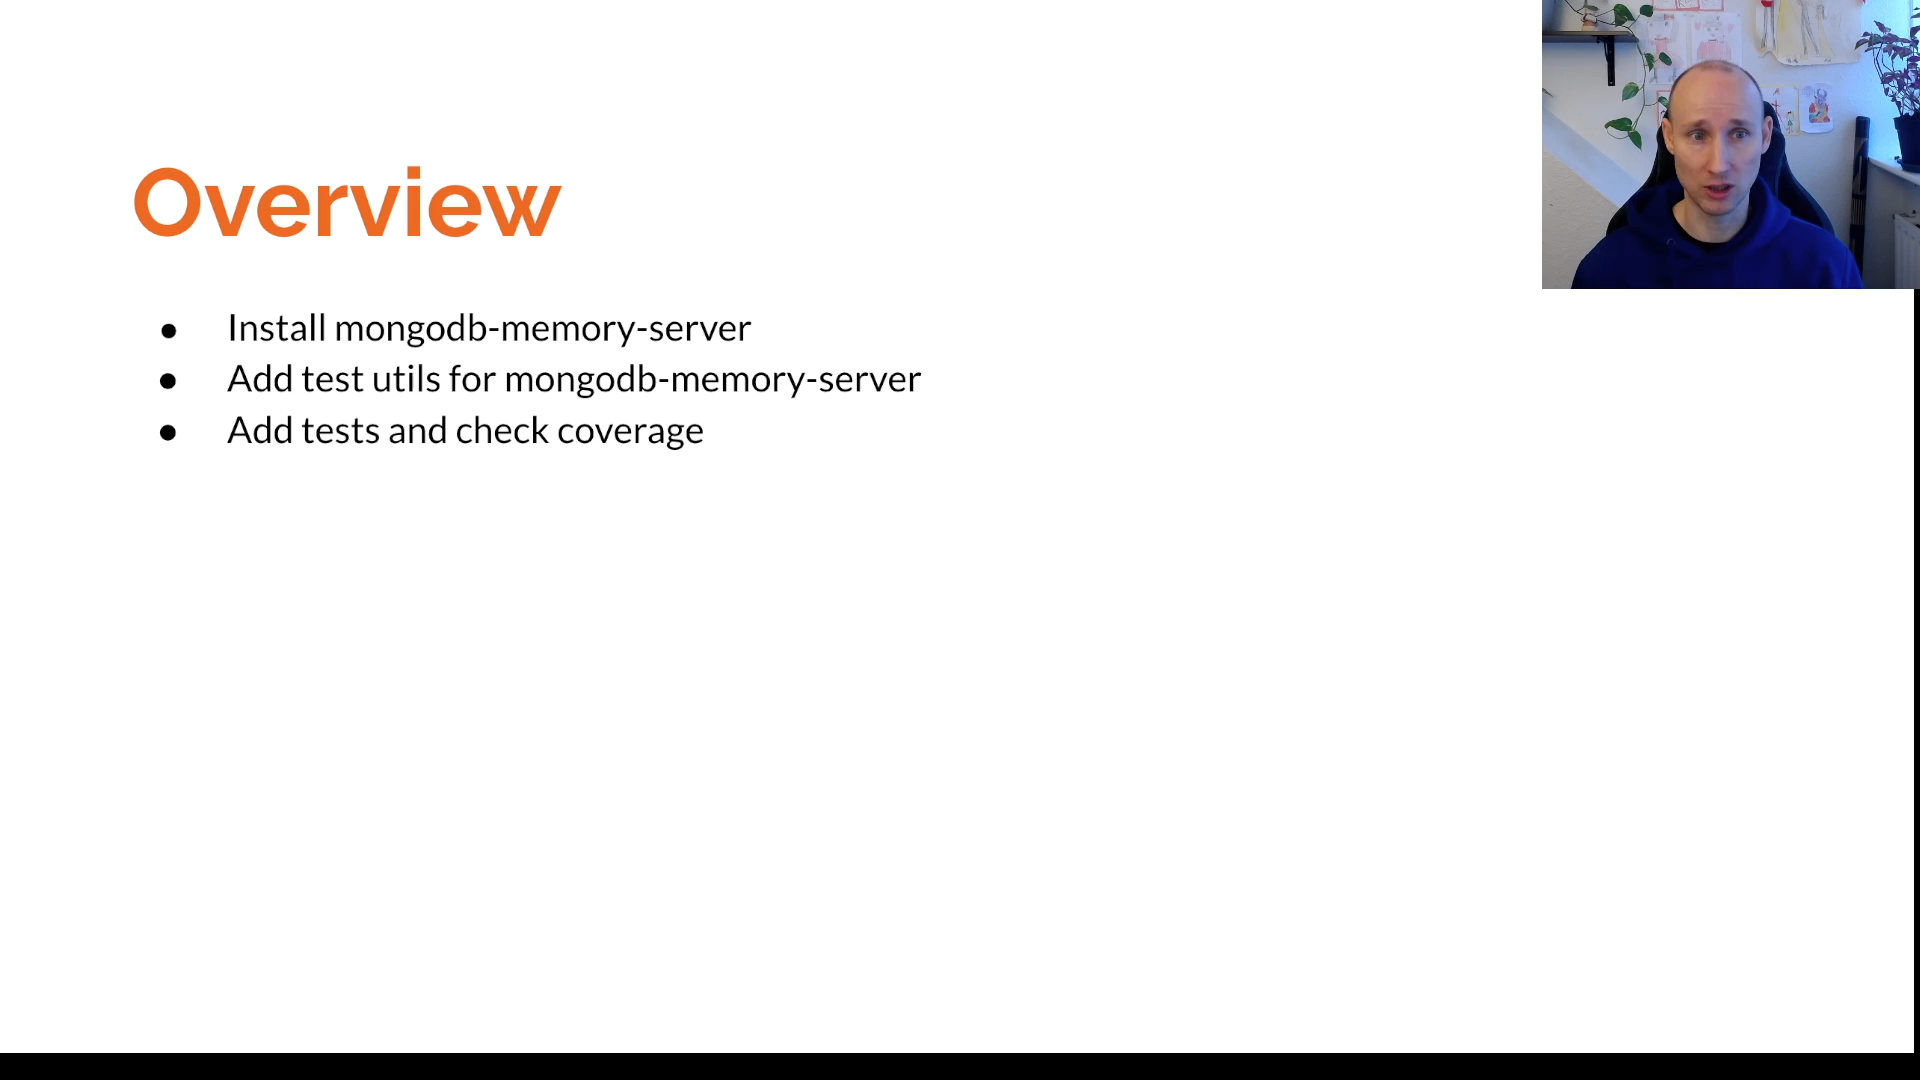 Overview
● Install mongodb-memory-server
● Add test utils for mongodb-memory-server
● Add tests and check coverage